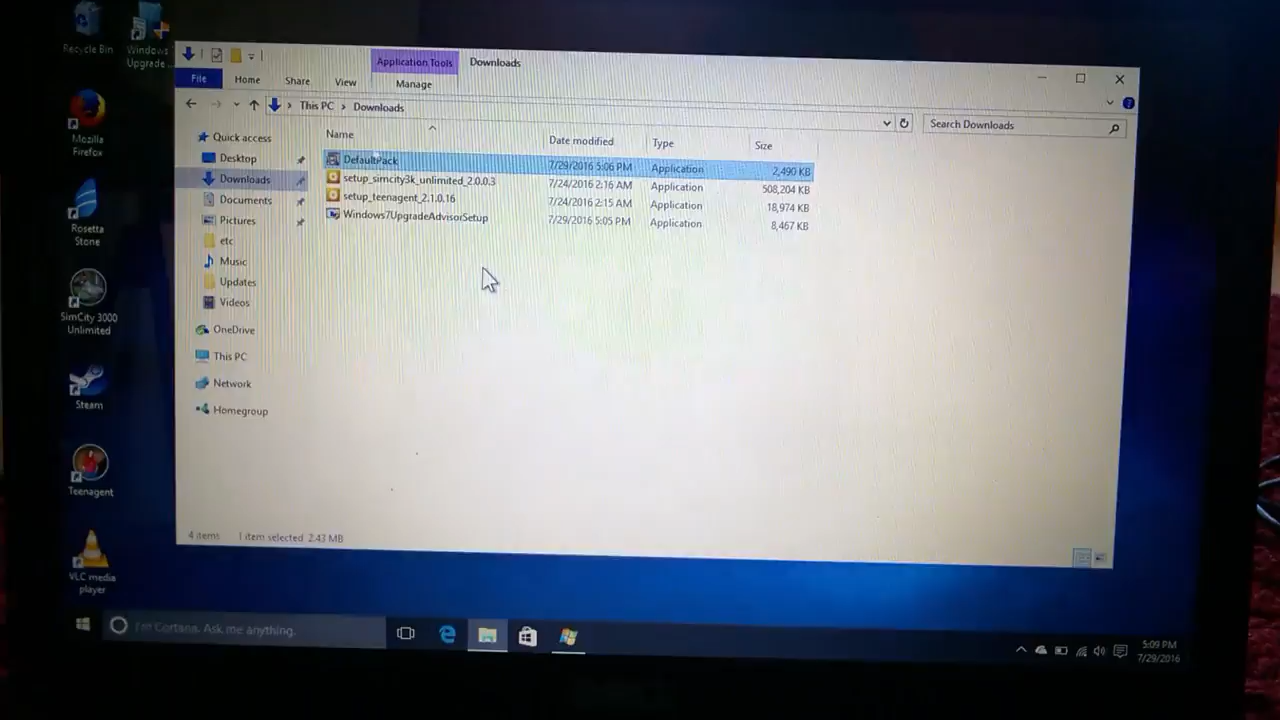 Recycle Bin
Windows
Upgrade ...
Application Tools
Downloads
File
Home
Share
View
Manage
This PC
Downloads
Search Downloads
Mozilla
Firefox
Rosetta
Stone
SimCity 3000
Unlimited
Steam
Teenagent
VLC media
player
Quick access
Desktop
Downloads
Documents
Pictures
etc
Music
Updates
Videos
OneDrive
This PC
Network
Homegroup
Name
Date modified
Type
Size
DefaultPack
7/29/2016 5:06 PM
Application
2,490 KB
setup_simcity3k_unlimited_2.0.0.3
7/24/2016 2:16 AM
Application
508,204 KB
setup_teenagent_2.1.0.16
7/24/2016 2:15 AM
Application
18,974 KB
Windows7UpgradeAdvisorSetup
7/29/2016 5:05 PM
Application
8,467 KB
4 items
1 item selected 2.43 MB
I'm Cortana. Ask me anything.
5:09 PM
7/29/2016